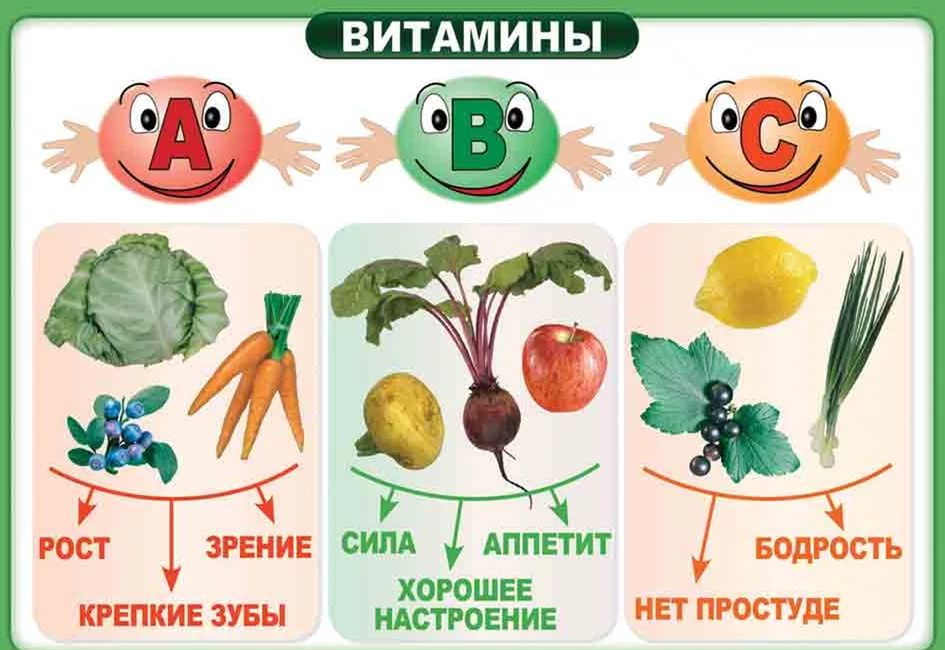 ВИТАМИНЫ
А
В
С
РОСТ
ЗРЕНИЕ
КРЕПКИЕ ЗУБЫ
СИЛА
АППЕТИТ
ХОРОШЕЕ
НАСТРОЕНИЕ
БОДРОСТЬ
НЕТ ПРОСТУДЕ